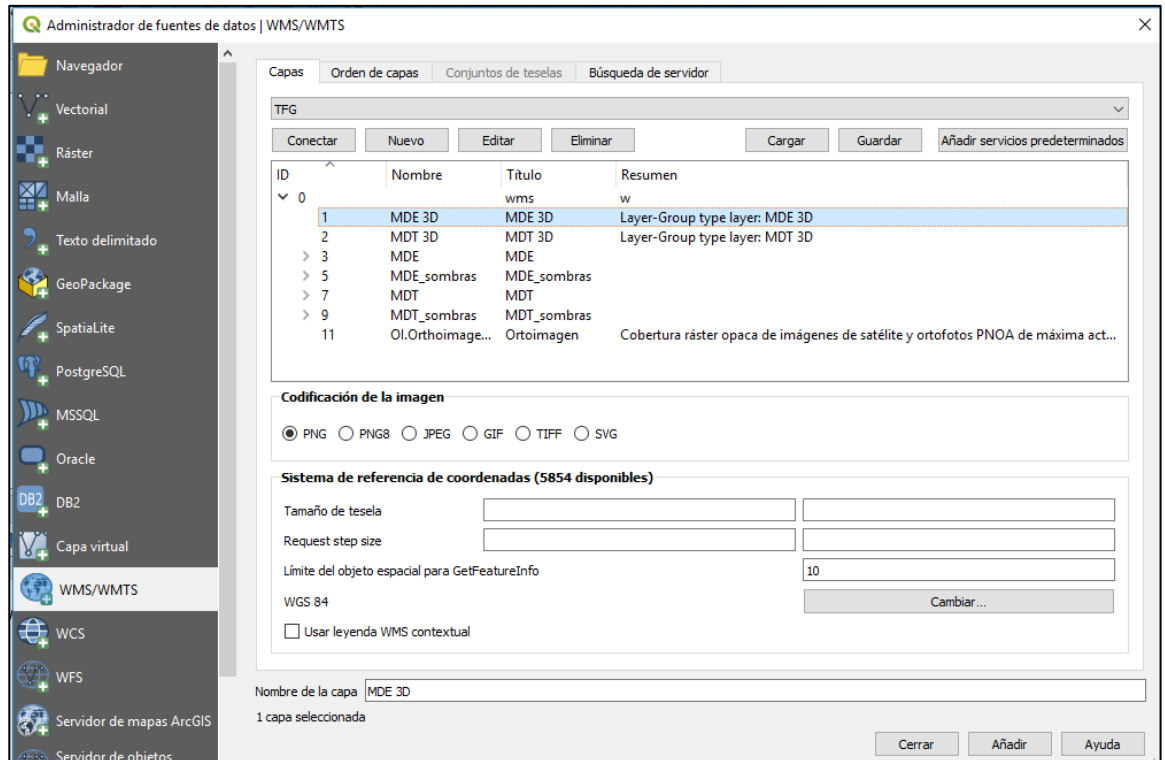 Administrador de fuentes de datos | WMS/WMTS
Navegador
Vectorial
Ráster
Malla
Texto delimitado
GeoPackage
SpatiaLite
PostgreSQL
MSSQL
Oracle
DB2 DB2
Capa virtual
WMS/WMTS
WCS
WFS
Servidor de mapas ArcGIS
Servidor de objetos
Capas Orden de capas Conjuntos de teselas Búsqueda de servidor
TFG
Conectar Nuevo Editar Eliminar Cargar Guardar Añadir servicios predeterminados
ID Nombre Título Resumen
0 wms w
1 MDE 3D MDE 3D Layer-Group type layer: MDE 3D
2 MDT 3D MDT 3D Layer-Group type layer: MDT 3D
3 MDE MDE
5 MDE_sombras MDE_sombras
7 MDT MDT
9 MDT_sombras MDT_sombras
11 OI.Orthoimage... Ortoimagen Cobertura ráster opaca de imágenes de satélite y ortofotos PNOA de máxima act...
Codificación de la imagen
PNG PNG8 JPEG GIF TIFF SVG
Sistema de referencia de coordenadas (5854 disponibles)
Tamaño de tesela
Request step size
Límite del objeto espacial para GetFeatureInfo 10
WGS 84 Cambiar...
Usar leyenda WMS contextual
Nombre de la capa MDE 3D
1 capa seleccionada
Cerrar Añadir Ayuda